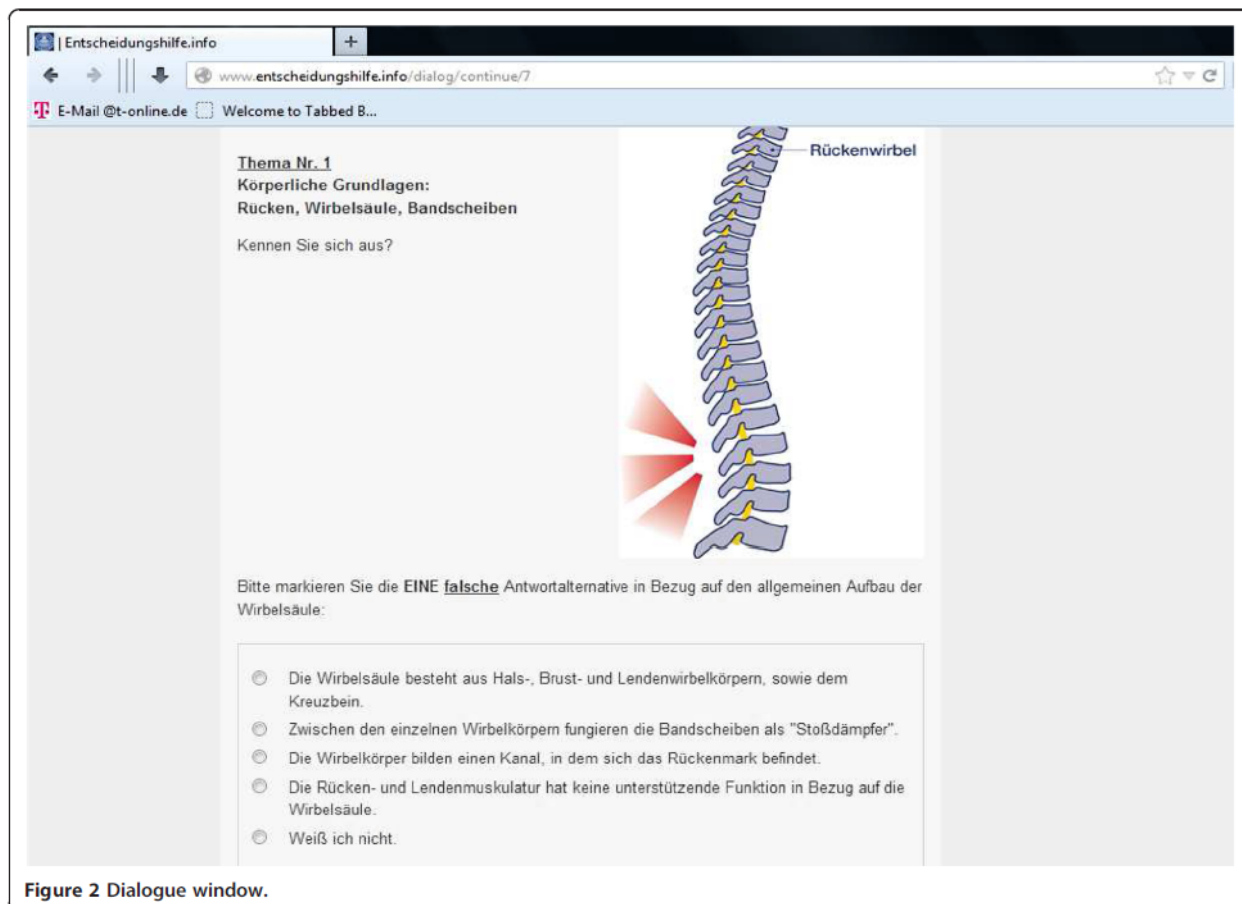 | Entscheidungshilfe.info
+
www.entscheidungshilfe.info/dialog/continue/7
E-Mail @t-online.de Welcome to Tabbed B...
Rückenwirbel
Thema Nr. 1
Körperliche Grundlagen:
Rücken, Wirbelsäule, Bandscheiben
Kennen Sie sich aus?
Bitte markieren Sie die EINE falsche Antwortalternative in Bezug auf den allgemeinen Aufbau der
Wirbelsäule:
Die Wirbelsäule besteht aus Hals-, Brust- und Lendenwirbelkörpern, sowie dem
Kreuzbein.
Zwischen den einzelnen Wirbelkörpern fungieren die Bandscheiben als "Stoßdämpfer".
Die Wirbelkörper bilden einen Kanal, in dem sich das Rückenmark befindet.
Die Rücken- und Lendenmuskulatur hat keine unterstützende Funktion in Bezug auf die
Wirbelsäule.
Weiß ich nicht.
Figure 2 Dialogue window.